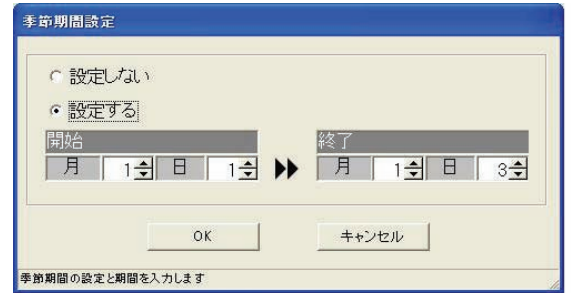 季節期間設定
設定しない
設定する
開始 終了
月 1 日 1 月 1 日 3
OK キャンセル
季節期間の設定と期間を入力します